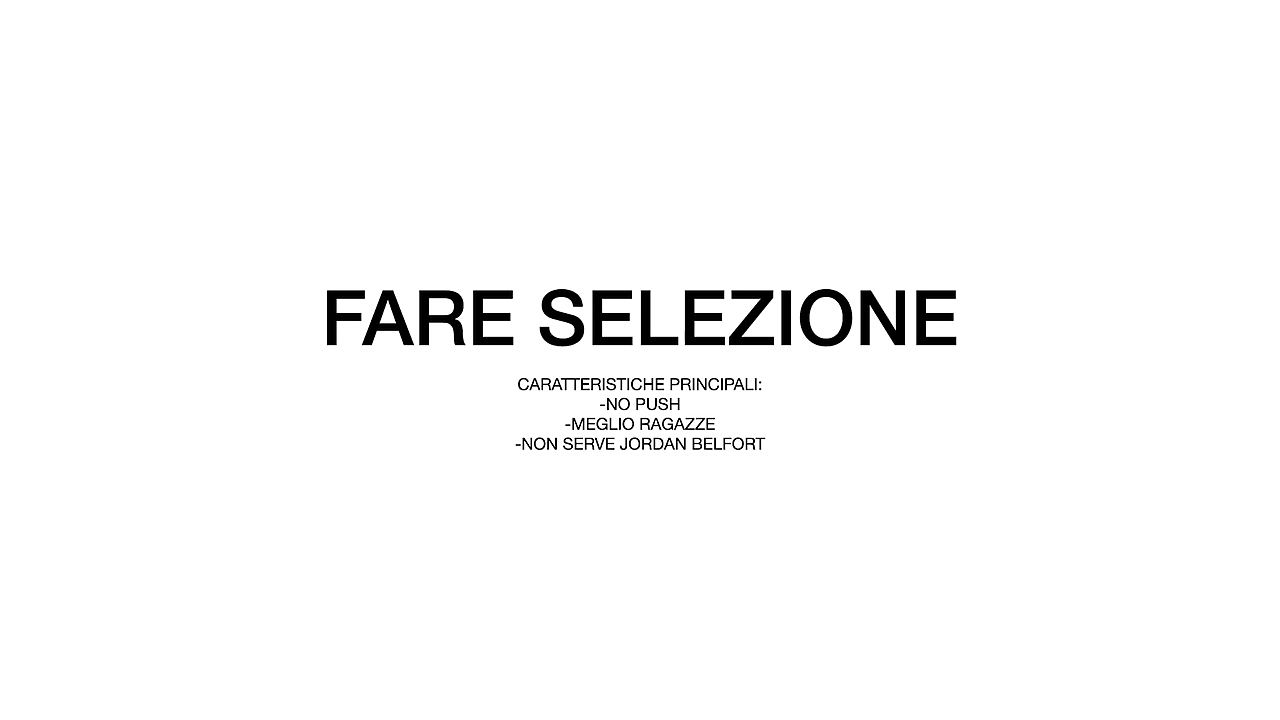 FARE SELEZIONE
CARATTERISTICHE PRINCIPALI:
-NO PUSH
-MEGLIO RAGAZZE
-NON SERVE JORDAN BELFORT